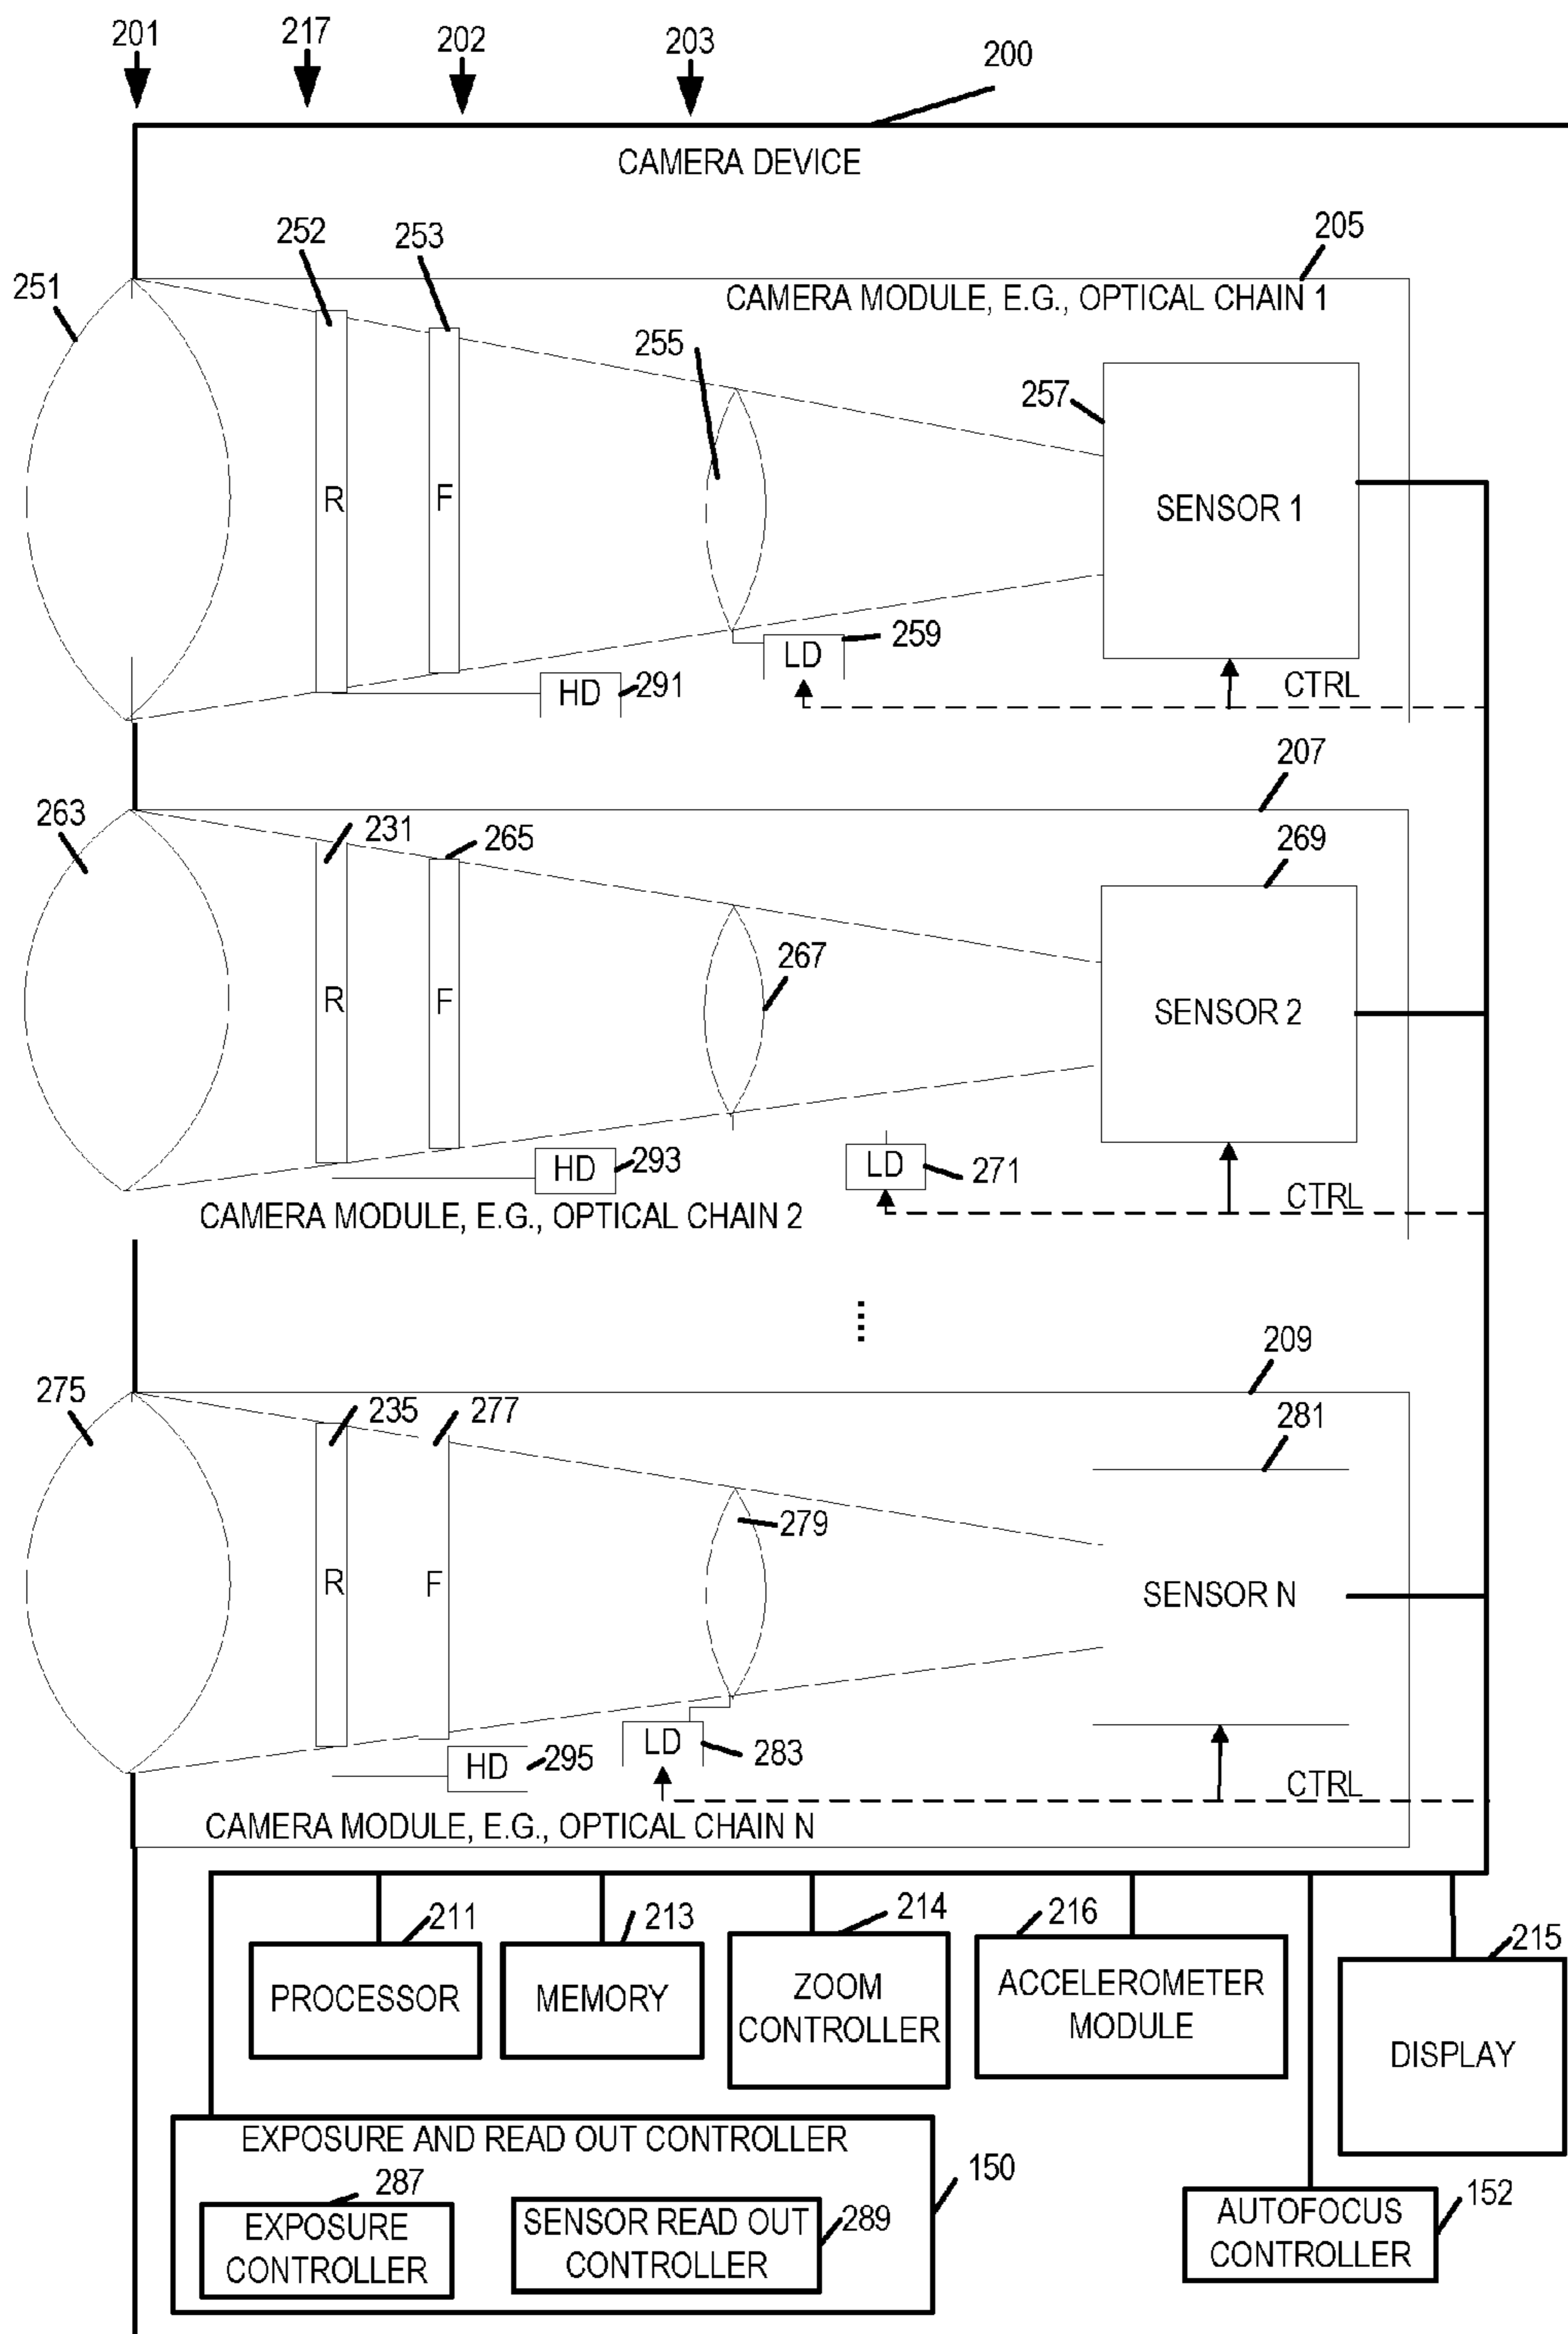 201
217
202
203
200
CAMERA DEVICE
252
253
205
251
CAMERA MODULE, E.G., OPTICAL CHAIN 1
255
257
R
F
SENSOR 1
259
LD
291
HD
CTRL
207
263
231
265
269
267
R
F
SENSOR 2
293
HD
LD
271
CTRL
CAMERA MODULE, E.G., OPTICAL CHAIN 2
209
275
235
277
281
279
R
F
SENSOR N
LD
283
HD
295
CTRL
CAMERA MODULE, E.G., OPTICAL CHAIN N
211
213
214
216
215
PROCESSOR
MEMORY
ZOOM
CONTROLLER
ACCELEROMETER
MODULE
DISPLAY
EXPOSURE AND READ OUT CONTROLLER
150
287
EXPOSURE
CONTROLLER
SENSOR READ OUT
CONTROLLER
289
AUTOFOCUS
CONTROLLER
152